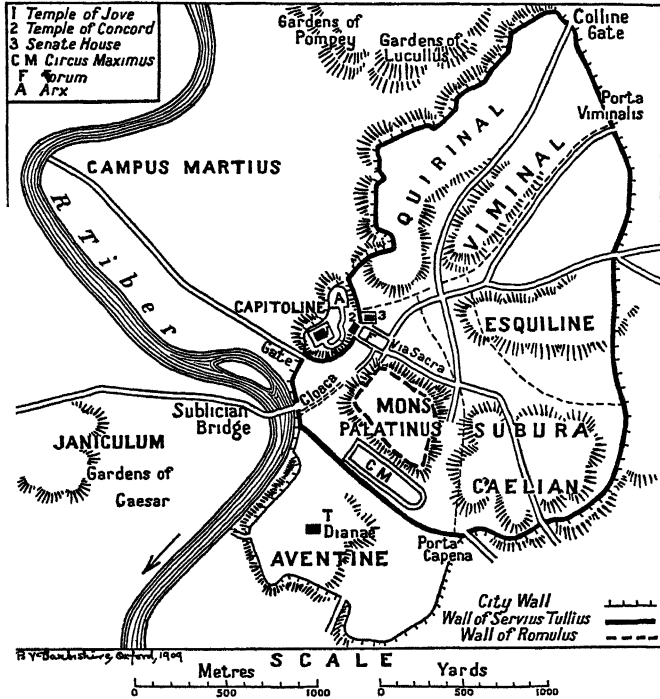 1 Temple of Jove
2 Temple of Concord
3 Senate House
C M Circus Maximus
F Forum
A Arx
Gardens of
Pompey
Gardens of
Lucullus
Colline
Gate
Porta
Viminalis
CAMPUS MARTIUS
QUIRINAL
VIMINAL
R Tiber
CAPITOLINE
A
1
2
3
F
ESQUILINE
Gate
Via Sacra
Cloaca
Sublician
Bridge
MONS
PALATINUS
SUBURA
JANICULUM
Gardens of
Caesar
C M
CAELIAN
T
Dianae
AVENTINE
Porta
Capena
City Wall
Wall of Servius Tullius
Wall of Romulus
Oxford, 1909
SCALE
Metres
Yards
0 500 1000
0 500 1000